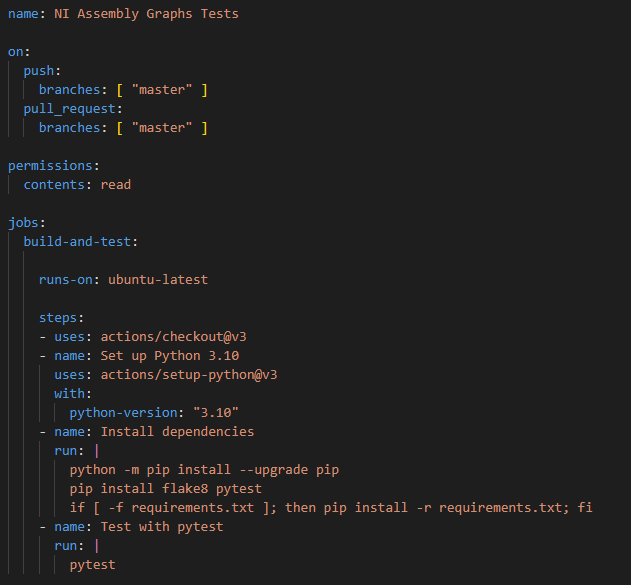 name: NI Assembly Graphs Tests
on:
push:
branches: [ "master" ]
pull_request:
branches: [ "master" ]
permissions:
contents: read
jobs:
build-and-test:
runs-on: ubuntu-latest
steps:
- uses: actions/checkout@v3
- name: Set up Python 3.10
uses: actions/setup-python@v3
with:
python-version: "3.10"
- name: Install dependencies
run: |
python -m pip install --upgrade pip
pip install flake8 pytest
if [ -f requirements.txt ]; then pip install -r requirements.txt; fi
- name: Test with pytest
run: |
pytest